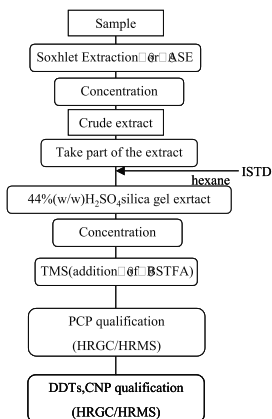 Sample
Soxhlet Extraction or ASE
Concentration
Crude extract
Take part of the extract
ISTD
hexane
44%(w/w)H₂SO₄silica gel exrtact
Concentration
TMS(addition of BSTFA)
PCP qualification
(HRGC/HRMS)
DDTs,CNP qualification
(HRGC/HRMS)